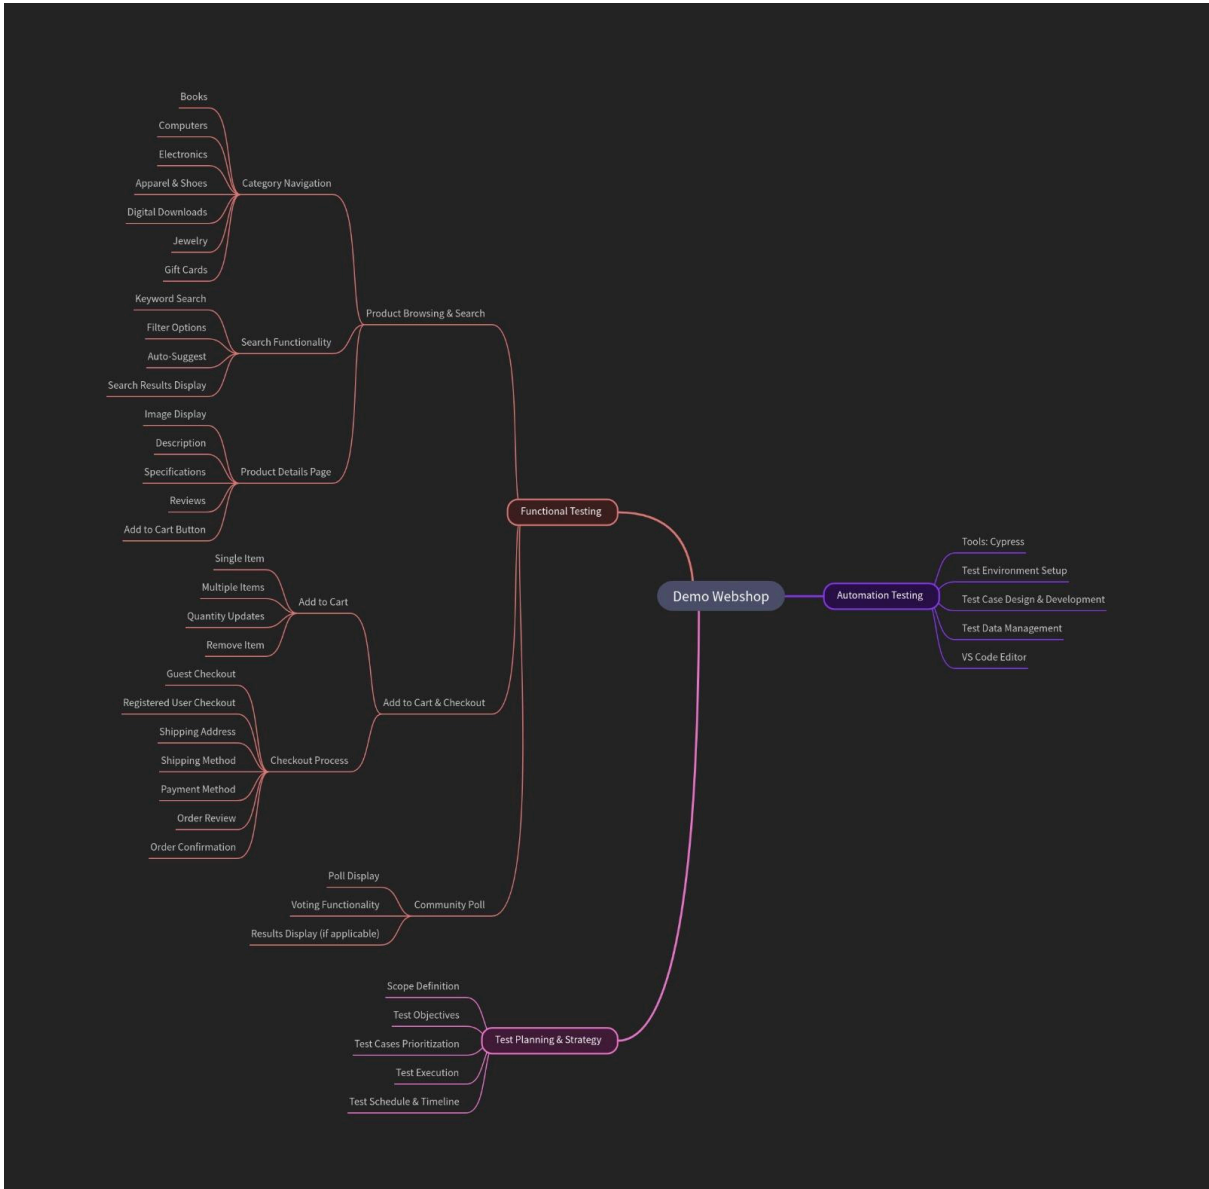 Books
Computers
Electronics
Apparel & Shoes
Digital Downloads
Jewelry
Gift Cards
Category Navigation
Keyword Search
Filter Options
Auto-Suggest
Search Results Display
Search Functionality
Image Display
Description
Specifications
Reviews
Add to Cart Button
Product Details Page
Product Browsing & Search
Single Item
Multiple Items
Quantity Updates
Remove Item
Add to Cart
Guest Checkout
Registered User Checkout
Shipping Address
Shipping Method
Payment Method
Order Review
Order Confirmation
Checkout Process
Add to Cart & Checkout
Poll Display
Voting Functionality
Results Display (if applicable)
Community Poll
Functional Testing
Scope Definition
Test Objectives
Test Cases Prioritization
Test Execution
Test Schedule & Timeline
Test Planning & Strategy
Demo Webshop
Automation Testing
Tools: Cypress
Test Environment Setup
Test Case Design & Development
Test Data Management
VS Code Editor